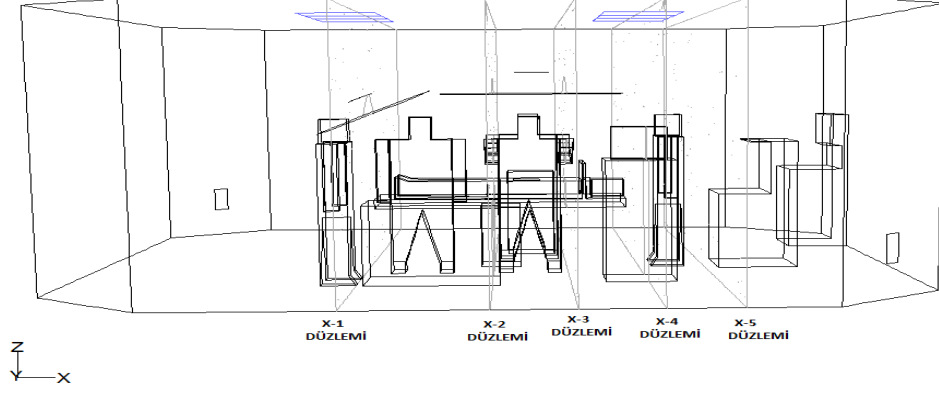 X-1
DÜZLEMİ
X-2
DÜZLEMİ
X-3
DÜZLEMİ
X-4
DÜZLEMİ
X-5
DÜZLEMİ
Z
Y
X